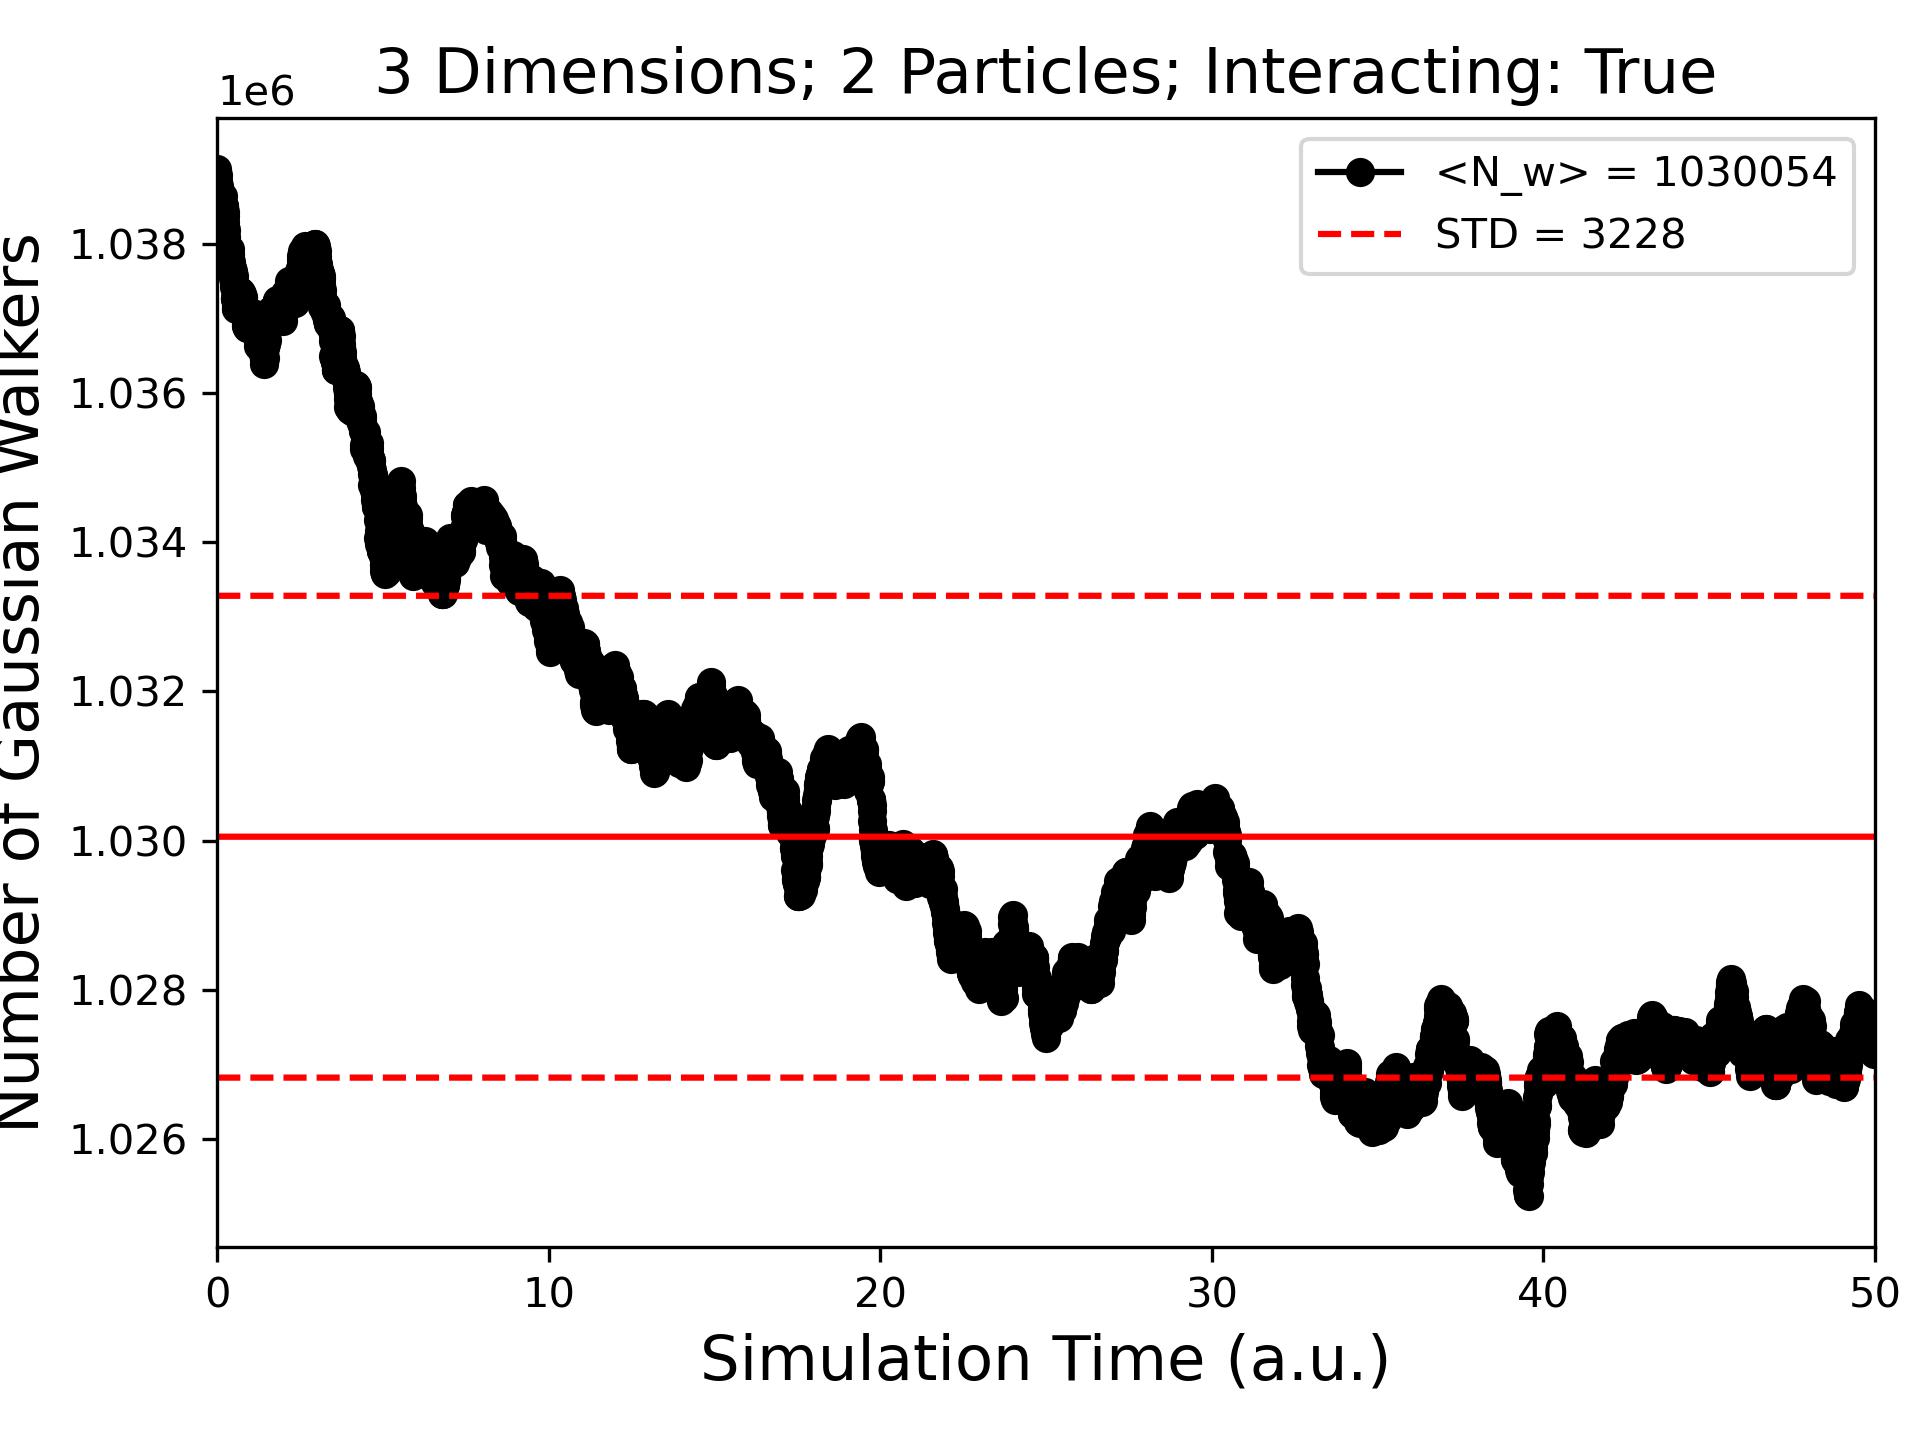 3 Dimensions; 2 Particles; Interacting: True
1e6
<N_w> = 1030054
STD = 3228
Number of Gaussian Walkers
1.038
1.036
1.034
1.032
1.030
1.028
1.026
0 10 20 30 40 50
Simulation Time (a.u.)